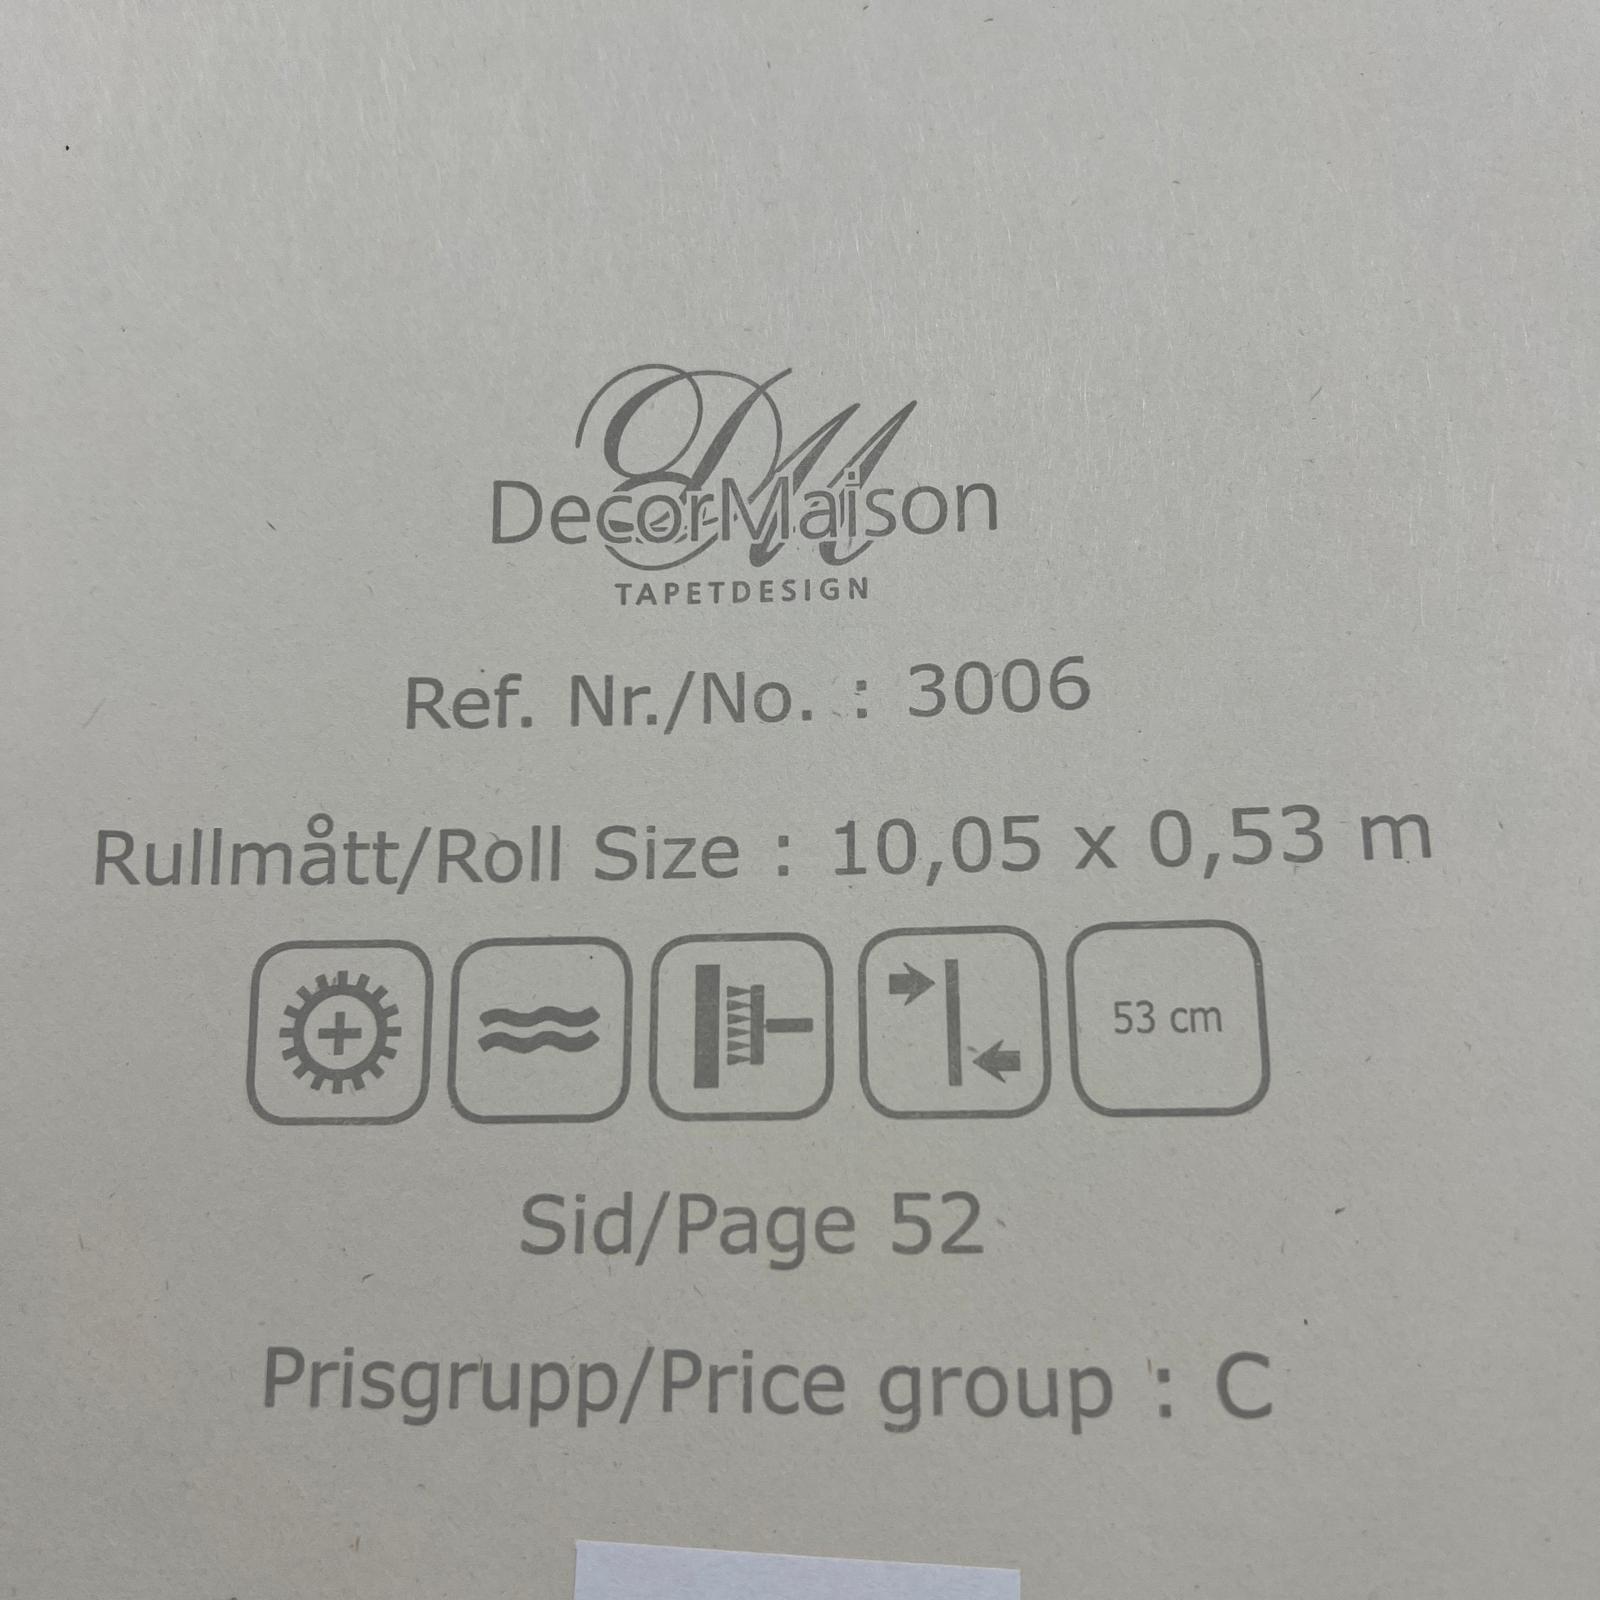 DM
DecorMaison
TAPETDESIGN
Ref. Nr./No. : 3006
Rullmått/Roll Size : 10,05 x 0,53 m
53 cm
Sid/Page 52
Prisgrupp/Price group : C